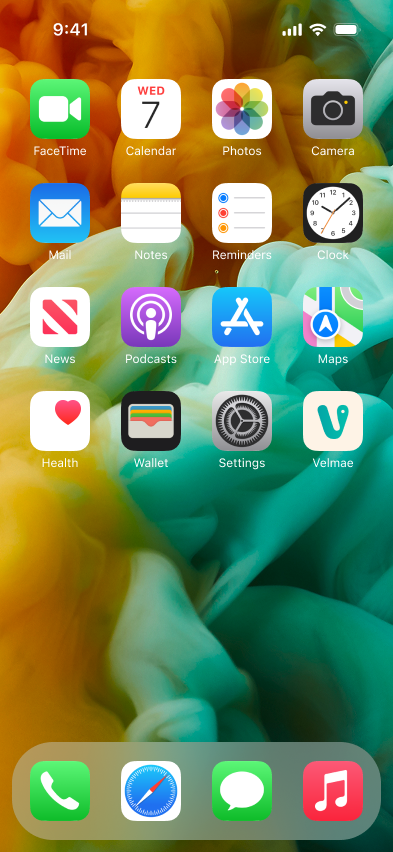 9:41
WED
7
FaceTime
Calendar
Photos
Camera
Mail
Notes
Reminders
Clock
News
Podcasts
App Store
Maps
Health
Wallet
Settings
Velmae